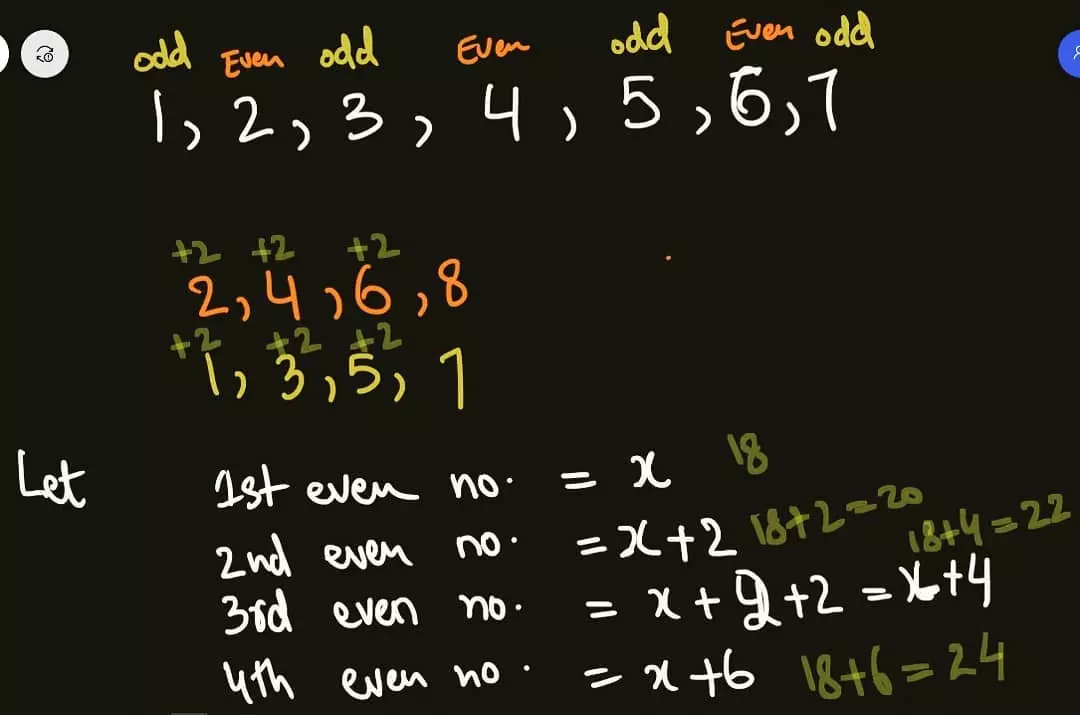 odd Even odd Even odd Even odd
1, 2, 3, 4, 5, 6, 7
+2 +2 +2
2, 4, 6, 8
+2 +2 +2
1, 3, 5, 7
Let 1st even no. = x 18
2nd even no. = x+2 18+2=20
3rd even no. = x+2+2 = x+4 18+4=22
4th even no. = x+6 18+6=24